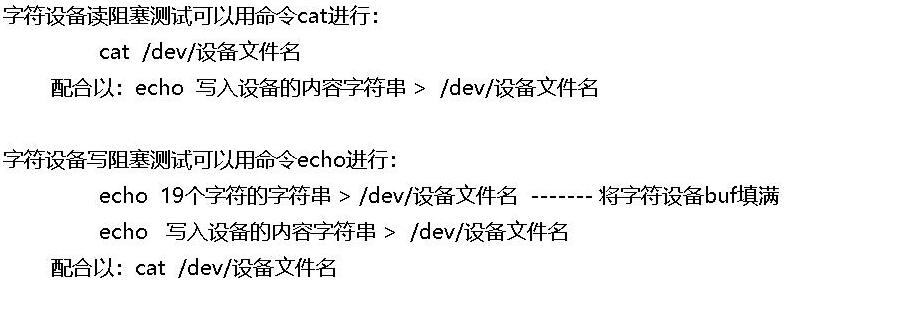 字符设备读阻塞测试可以用命令cat进行：
cat /dev/设备文件名
配合以：echo 写入设备的内容字符串 > /dev/设备文件名
字符设备写阻塞测试可以用命令echo进行：
echo 19个字符的字符串 > /dev/设备文件名 ------- 将字符设备buf填满
echo 写入设备的内容字符串 > /dev/设备文件名
配合以：cat /dev/设备文件名